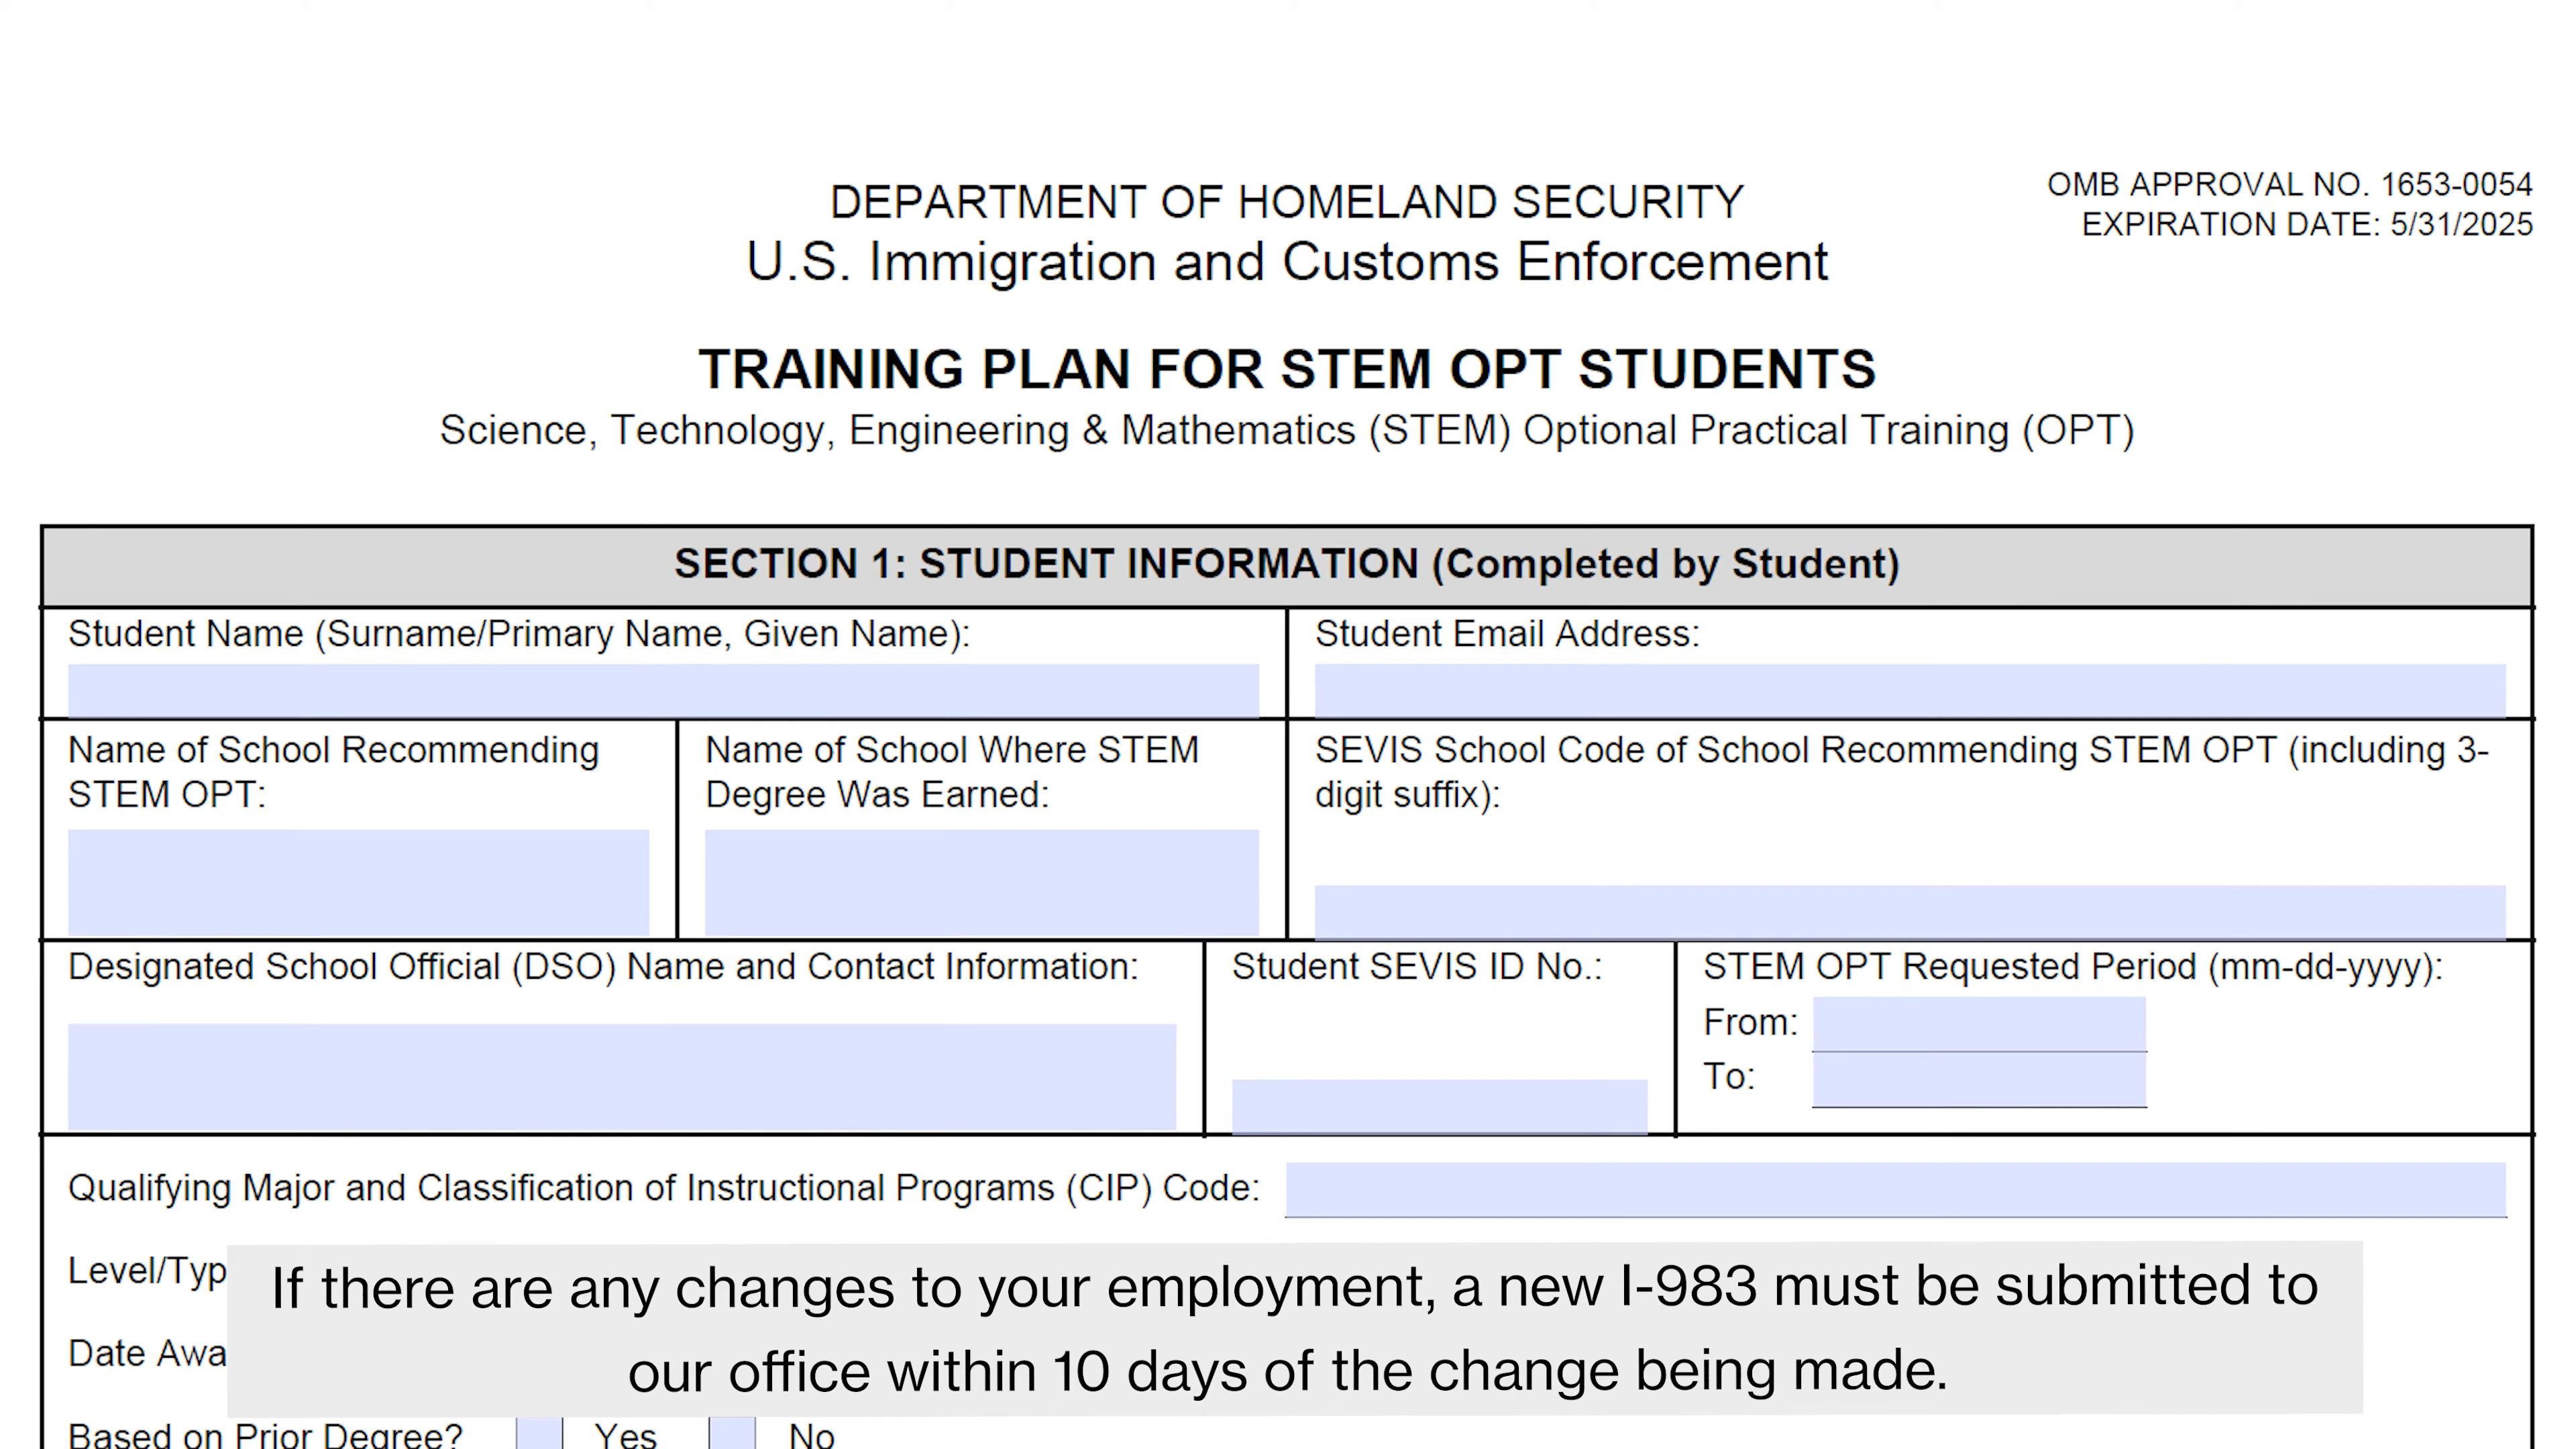 OMB APPROVAL NO. 1653-0054
EXPIRATION DATE: 5/31/2025
DEPARTMENT OF HOMELAND SECURITY
U.S. Immigration and Customs Enforcement
TRAINING PLAN FOR STEM OPT STUDENTS
Science, Technology, Engineering & Mathematics (STEM) Optional Practical Training (OPT)
SECTION 1: STUDENT INFORMATION (Completed by Student)
Student Name (Surname/Primary Name, Given Name):
Student Email Address:
Name of School Recommending
STEM OPT:
Name of School Where STEM
Degree Was Earned:
SEVIS School Code of School Recommending STEM OPT (including 3-
digit suffix):
Designated School Official (DSO) Name and Contact Information:
Student SEVIS ID No.:
STEM OPT Requested Period (mm-dd-yyyy):
From:
To:
Qualifying Major and Classification of Instructional Programs (CIP) Code:
Level/Typ
Date Awa
If there are any changes to your employment, a new I-983 must be submitted to
our office within 10 days of the change being made.
Based on Prior Degree? Yes No